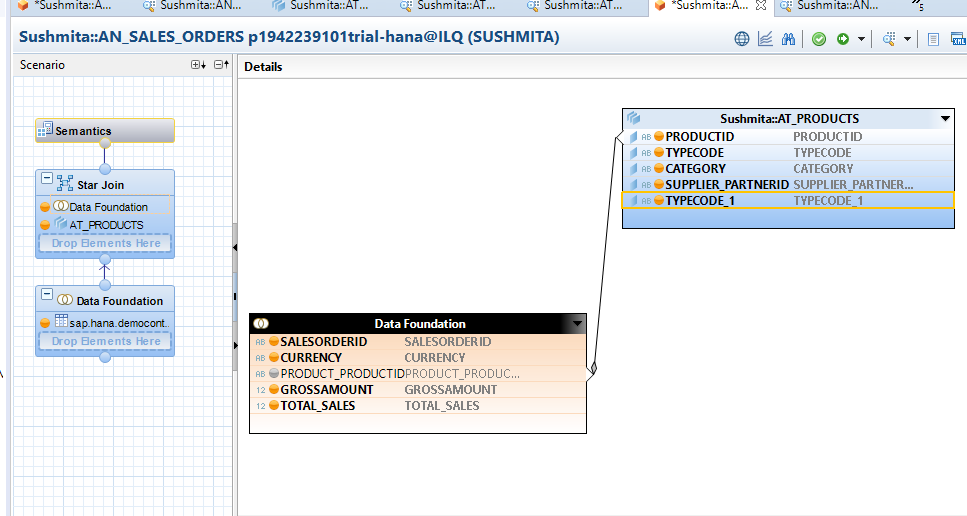 *Sushmita::A...
Sushmita::AN...
Sushmita::AT...
Sushmita::AT...
Sushmita::AT...
*Sushmita::A...
Sushmita::AN...
5
Sushmita::AN_SALES_ORDERS p1942239101trial-hana@ILQ (SUSHMITA)
Scenario
Details
Semantics
Star Join
Data Foundation
AT_PRODUCTS
Drop Elements Here
Data Foundation
sap.hana.democont..
Drop Elements Here
Sushmita::AT_PRODUCTS
AB PRODUCTID PRODUCTID
AB TYPECODE TYPECODE
AB CATEGORY CATEGORY
AB SUPPLIER_PARTNERID SUPPLIER_PARTNER...
AB TYPECODE_1 TYPECODE_1
Data Foundation
AB SALESORDERID SALESORDERID
AB CURRENCY CURRENCY
AB PRODUCT_PRODUCTID PRODUCT_PRODUC...
12 GROSSAMOUNT GROSSAMOUNT
12 TOTAL_SALES TOTAL_SALES